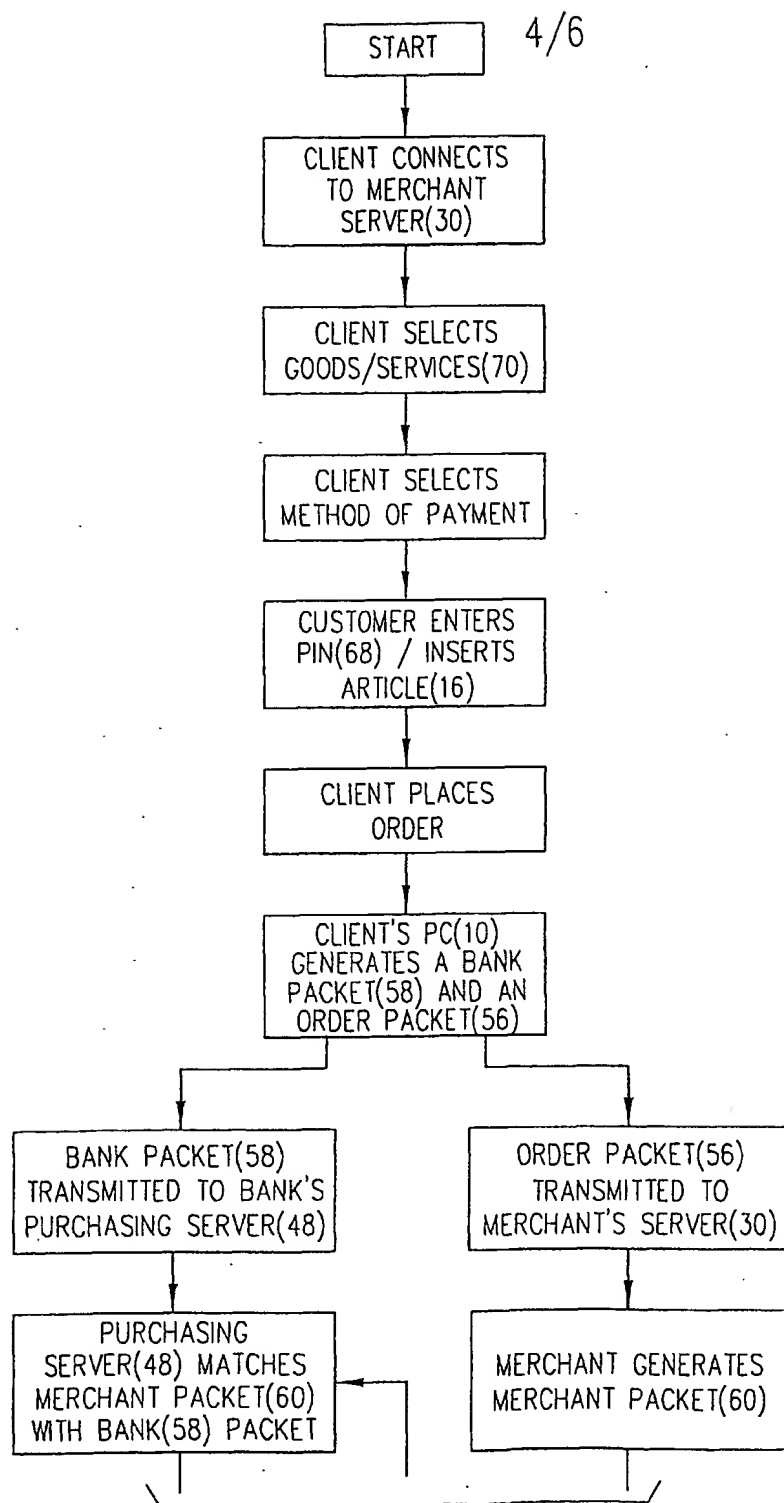 4/6
START
CLIENT CONNECTS
TO MERCHANT
SERVER(30)
CLIENT SELECTS
GOODS/SERVICES(70)
CLIENT SELECTS
METHOD OF PAYMENT
CUSTOMER ENTERS
PIN(68) / INSERTS
ARTICLE(16)
CLIENT PLACES
ORDER
CLIENT'S PC(10)
GENERATES A BANK
PACKET(58) AND AN
ORDER PACKET(56)
BANK PACKET(58)
TRANSMITTED TO BANK'S
PURCHASING SERVER(48)
ORDER PACKET(56)
TRANSMITTED TO
MERCHANT'S SERVER(30)
PURCHASING
SERVER(48) MATCHES
MERCHANT PACKET(60)
WITH BANK(58) PACKET
MERCHANT GENERATES
MERCHANT PACKET(60)